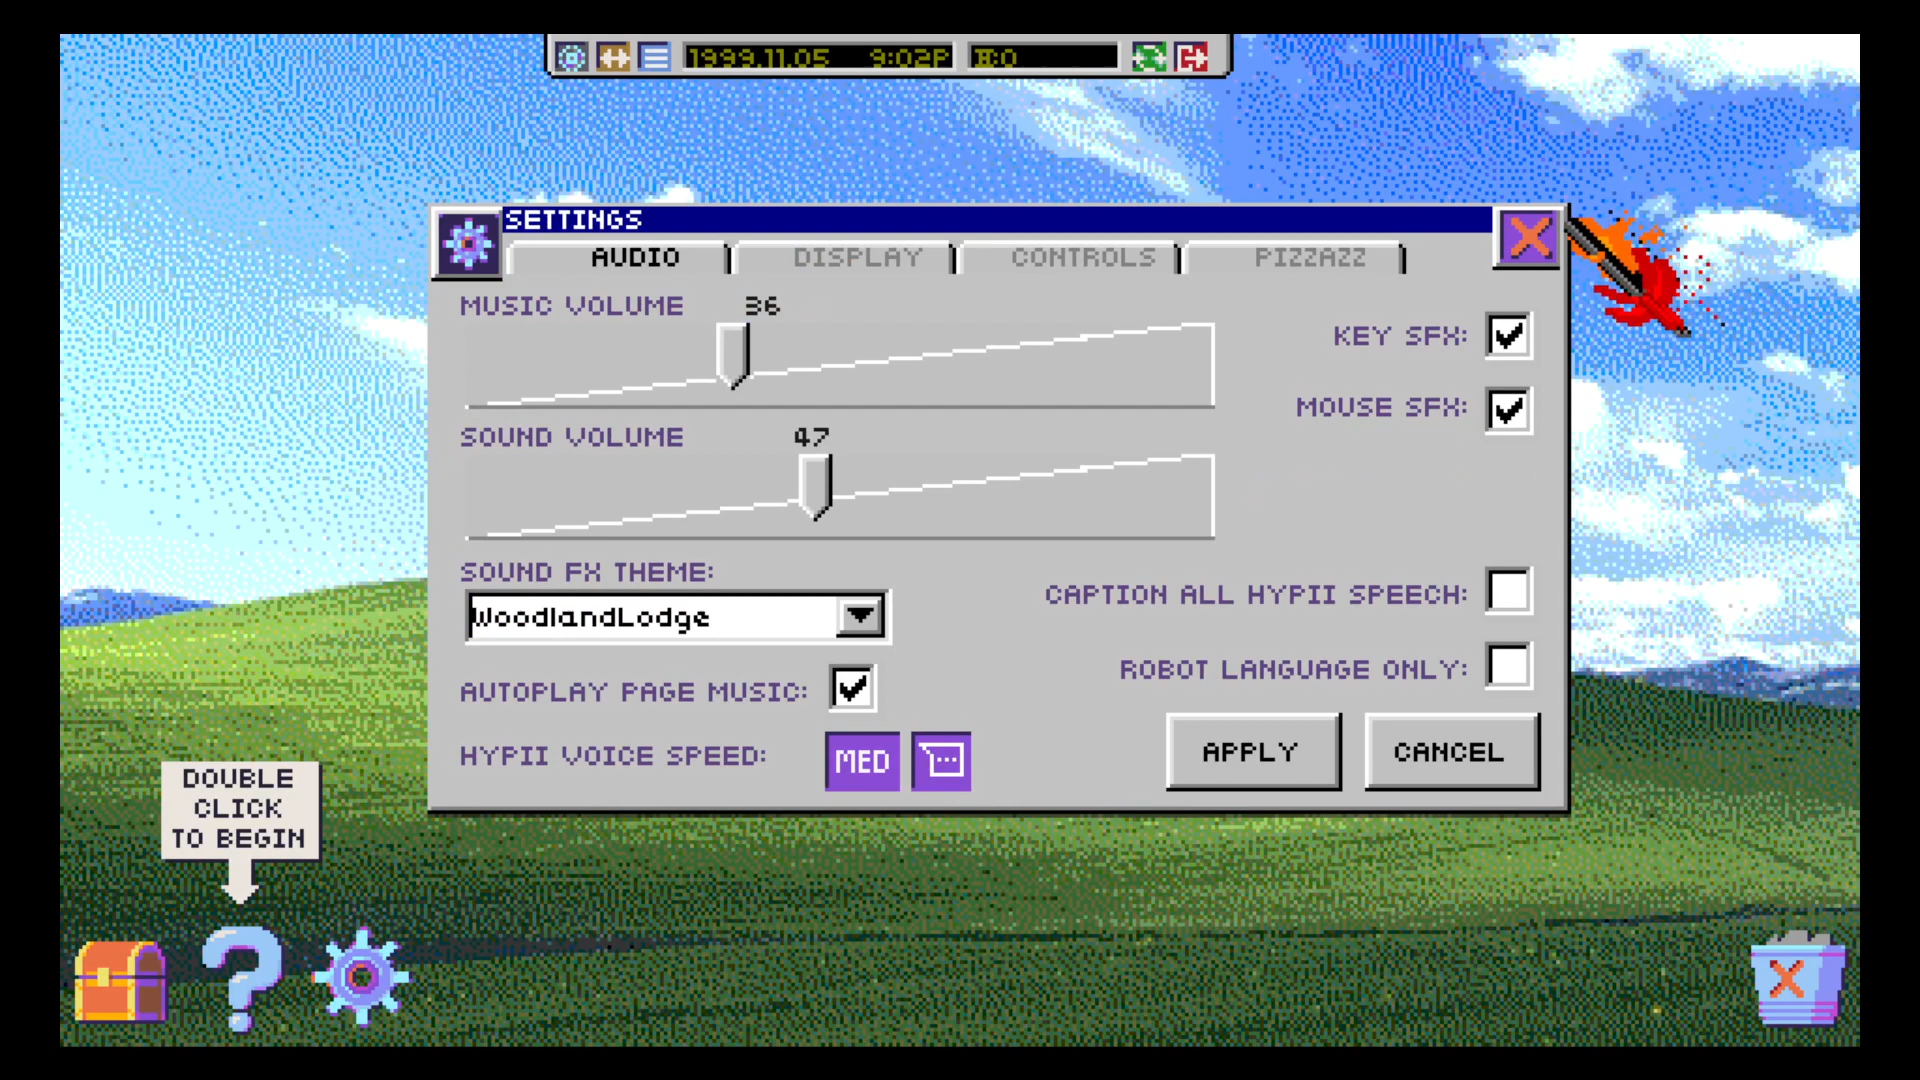 1999.11.05 9:02P 0
SETTINGS
AUDIO DISPLAY CONTROLS PIZZAZZ
MUSIC VOLUME 36
KEY SFX:
MOUSE SFX:
SOUND VOLUME 47
SOUND FX THEME:
WoodlandLodge
CAPTION ALL HYPII SPEECH:
ROBOT LANGUAGE ONLY:
AUTOPLAY PAGE MUSIC:
HYPII VOICE SPEED: MED
APPLY CANCEL
DOUBLE
CLICK
TO BEGIN